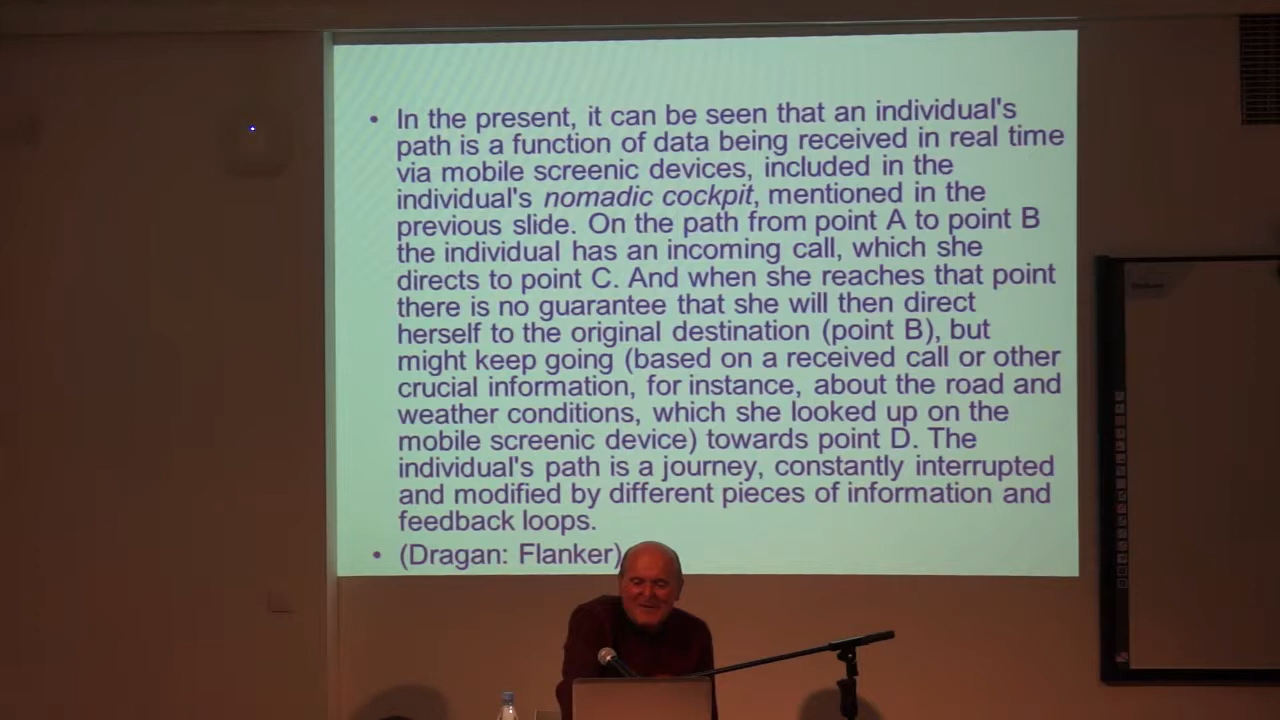 • In the present, it can be seen that an individual's
path is a function of data being received in real time
via mobile screenic devices, included in the
individual's nomadic cockpit, mentioned in the
previous slide. On the path from point A to point B
the individual has an incoming call, which she
directs to point C. And when she reaches that point
there is no guarantee that she will then direct
herself to the original destination (point B), but
might keep going (based on a received call or other
crucial information, for instance, about the road and
weather conditions, which she looked up on the
mobile screenic device) towards point D. The
individual's path is a journey, constantly interrupted
and modified by different pieces of information and
feedback loops.
• (Dragan: Flanker)